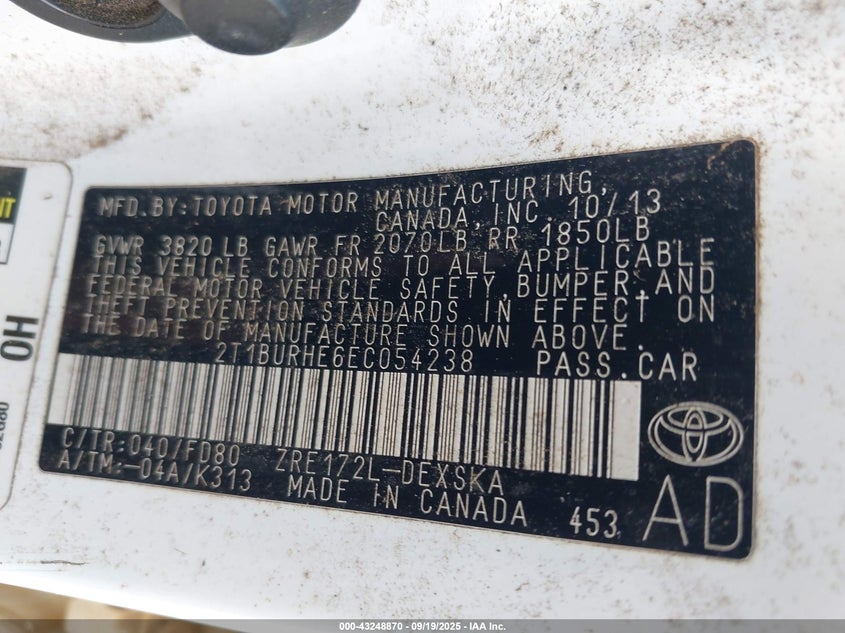 MFD.BY:TOYOTA MOTOR MANUFACTURING,
CANADA,INC. 10/13
GVWR 3820 LB GAWR FR 2070LB RR 1850LB
THIS VEHICLE CONFORMS TO ALL APPLICABLE
FEDERAL MOTOR VEHICLE SAFETY,BUMPER,AND
THEFT PREVENTION STANDARDS IN EFFECT ON
THE DATE OF MANUFACTURE SHOWN ABOVE.
2T1BURHE6EC054238 PASS.CAR
C/TR:040/FD80 ZRE172L-DEXSKA
A/TM:-04A/K313 MADE IN CANADA 453 AD
OH
000-43248870 - 09/19/2025 - IAA Inc.